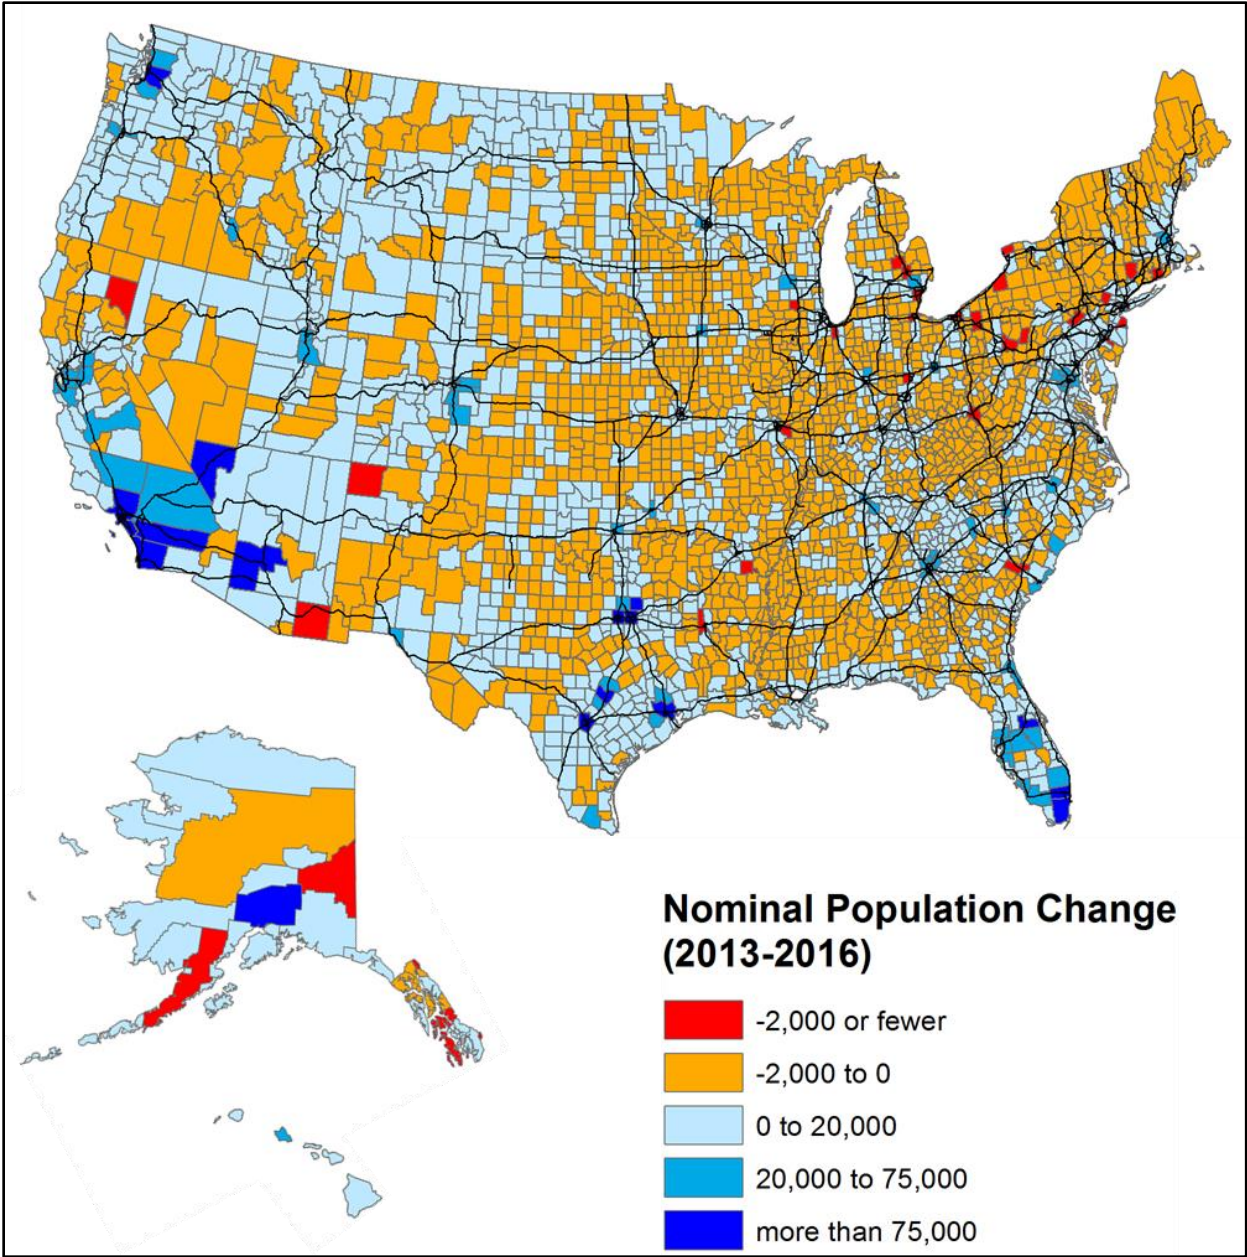 Nominal Population Change
(2013-2016)
-2,000 or fewer
-2,000 to 0
0 to 20,000
20,000 to 75,000
more than 75,000